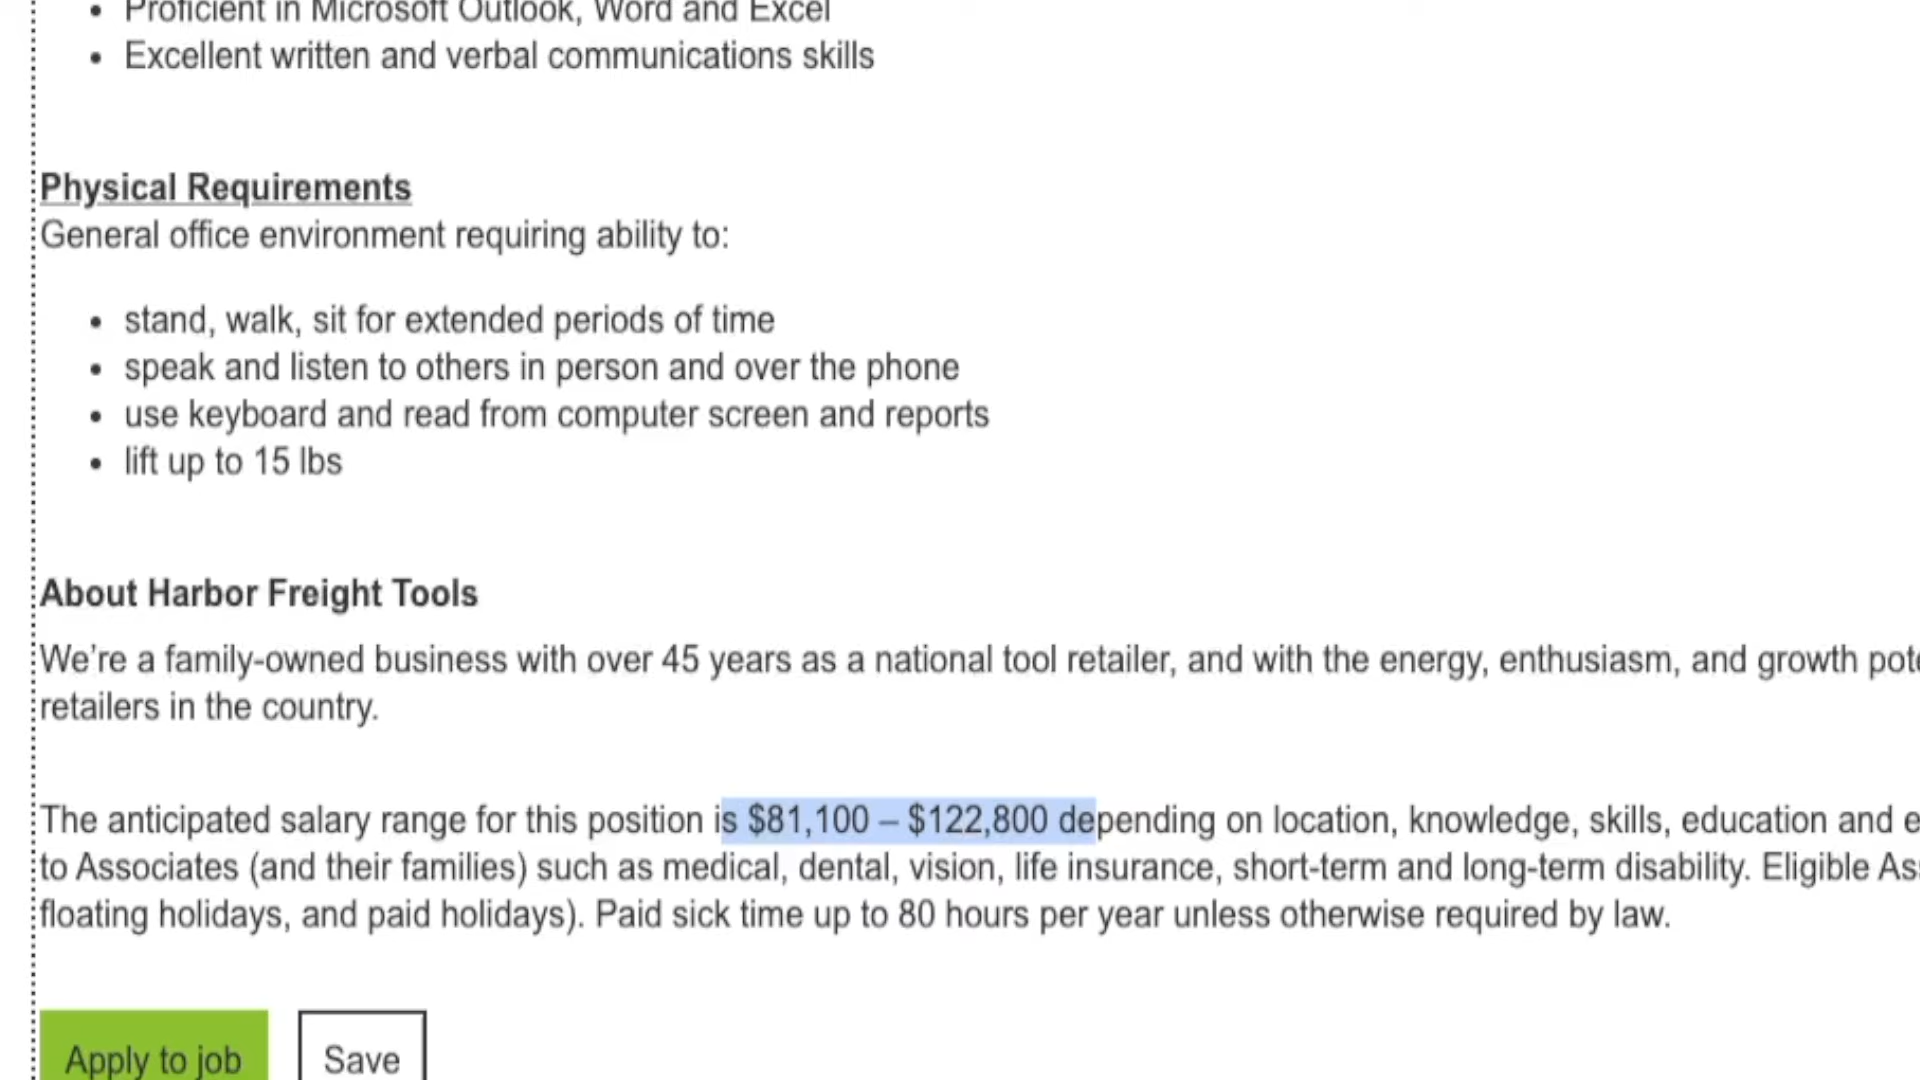 Proficient in Microsoft Outlook, Word and Excel
Excellent written and verbal communications skills
Physical Requirements
General office environment requiring ability to:
stand, walk, sit for extended periods of time
speak and listen to others in person and over the phone
use keyboard and read from computer screen and reports
lift up to 15 lbs
About Harbor Freight Tools
We’re a family-owned business with over 45 years as a national tool retailer, and with the energy, enthusiasm, and growth
retailers in the country.
The anticipated salary range for this position is $81,100 – $122,800 depending on location, knowledge, skills, education and
to Associates (and their families) such as medical, dental, vision, life insurance, short-term and long-term disability. Eligible
floating holidays, and paid holidays). Paid sick time up to 80 hours per year unless otherwise required by law.
Apply to job
Save